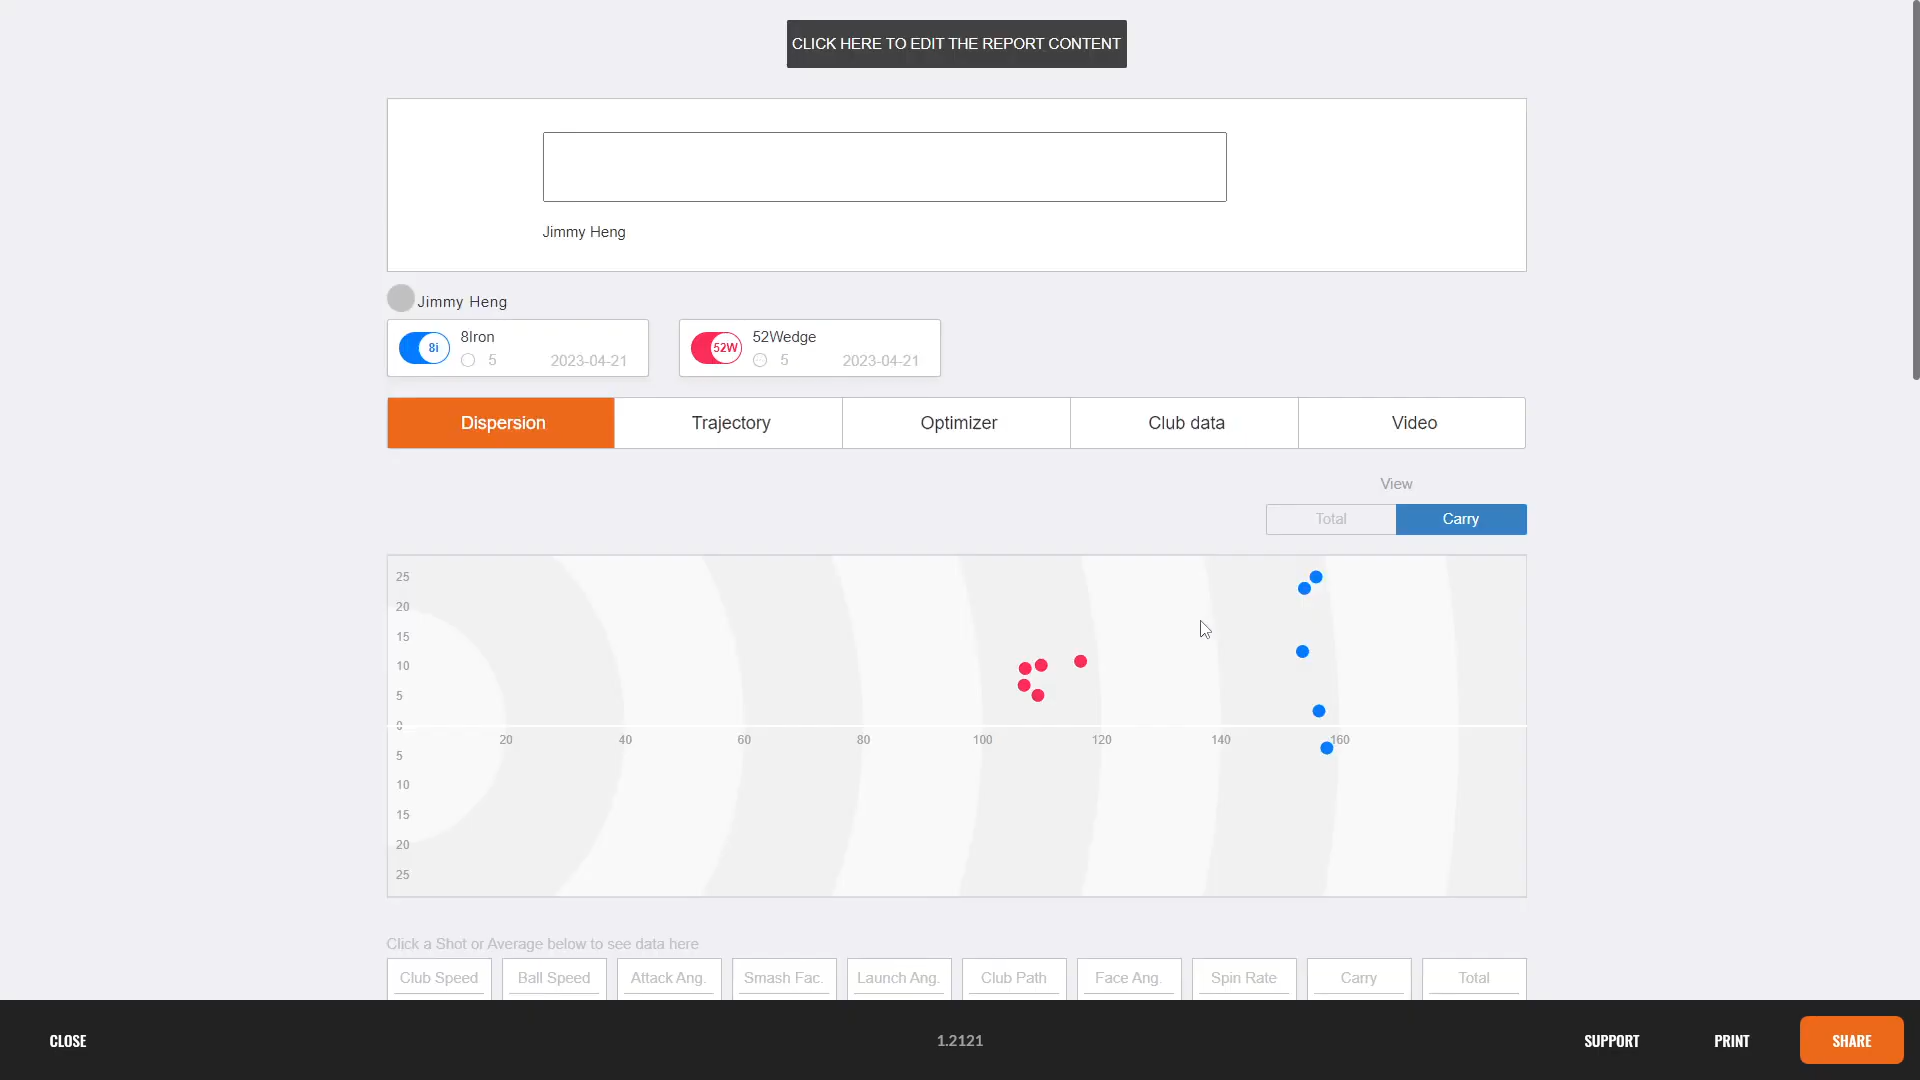 CLICK HERE TO EDIT THE REPORT CONTENT
Jimmy Heng
Jimmy Heng
8i
8Iron
5
2023-04-21
52W
52Wedge
5
2023-04-21
Dispersion
Trajectory
Optimizer
Club data
Video
View
Total
Carry
25
20
15
10
5
0
20
40
60
80
100
120
140
160
5
10
15
20
25
Click a Shot or Average below to see data here
Club Speed
Ball Speed
Attack Ang.
Smash Fac.
Launch Ang.
Club Path
Face Ang.
Spin Rate
Carry
Total
CLOSE
1.2121
SUPPORT
PRINT
SHARE